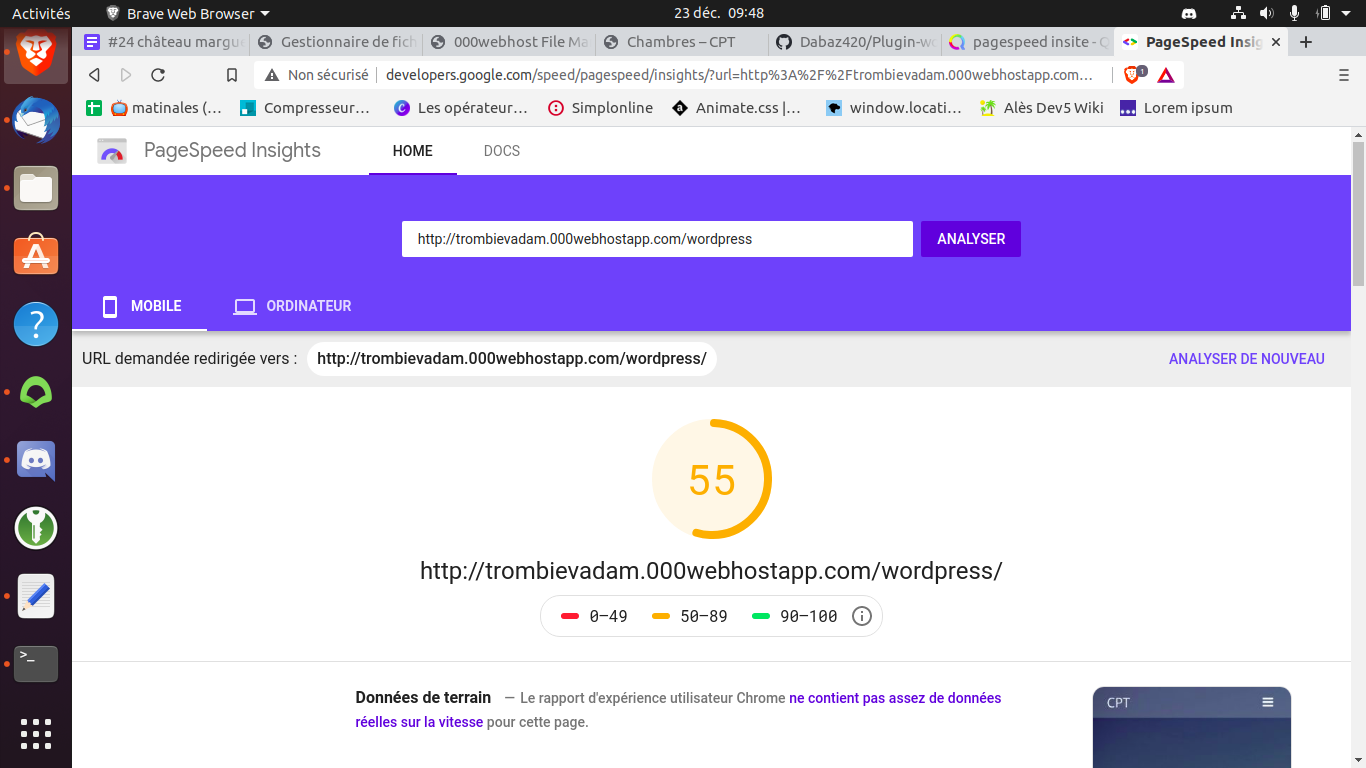 Activités Brave Web Browser 23 déc. 09:48
#24 château margu Gestionnaire de fich 000webhost File Ma Chambres – CPT Dabaz420/Plugin-wo pagespeed insite - Q PageSpeed Insig
Non sécurisé developers.google.com/speed/pagespeed/insights/?url=http%3A%2F%2Ftrombievadam.000webhostapp.com… 1
matinales (… Compresseur… Les opérateur… Simplonline Animate.css |… window.locati… Alès Dev5 Wiki Lorem ipsum
PageSpeed Insights HOME DOCS
http://trombievadam.000webhostapp.com/wordpress ANALYSER
MOBILE ORDINATEUR
URL demandée redirigée vers : http://trombievadam.000webhostapp.com/wordpress/ ANALYSER DE NOUVEAU
55
http://trombievadam.000webhostapp.com/wordpress/
0–49 50–89 90–100
Données de terrain — Le rapport d'expérience utilisateur Chrome ne contient pas assez de données
réelles sur la vitesse pour cette page.
CPT